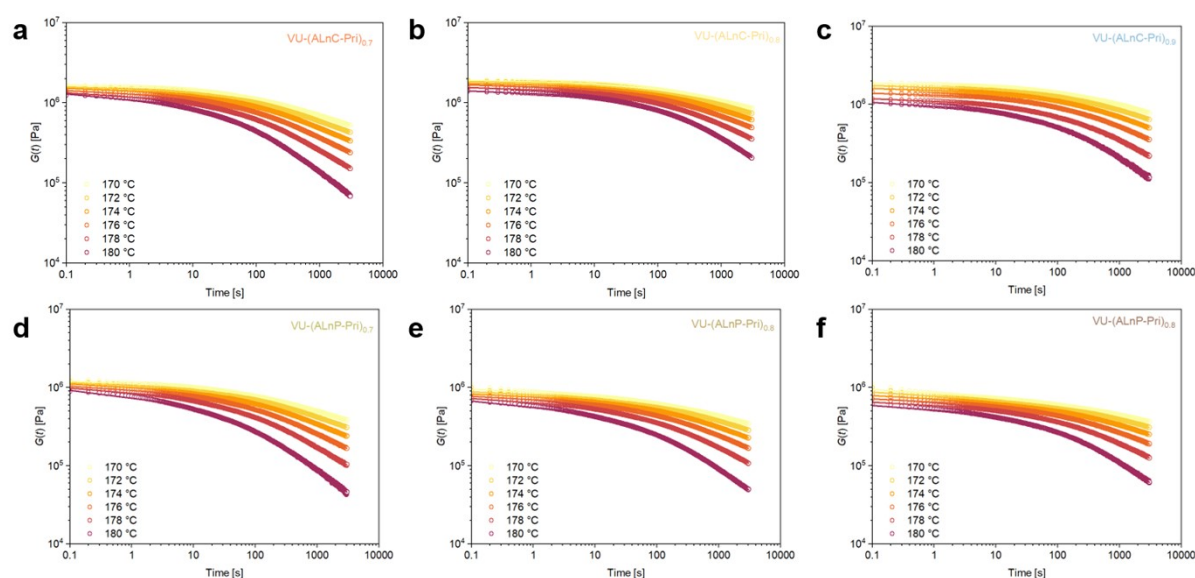 a
VU-(ALnC-Pri)0.7
10⁷
10⁶
10⁵
10⁴
G(t) [Pa]
170 °C
172 °C
174 °C
176 °C
178 °C
180 °C
0.1 1 10 100 1000 10000
Time [s]
b
VU-(ALnC-Pri)0.8
10⁷
10⁶
10⁵
10⁴
G(t) [Pa]
170 °C
172 °C
174 °C
176 °C
178 °C
180 °C
0.1 1 10 100 1000 10000
Time [s]
c
VU-(ALnC-Pri)0.9
10⁷
10⁶
10⁵
10⁴
G(t) [Pa]
170 °C
172 °C
174 °C
176 °C
178 °C
180 °C
0.1 1 10 100 1000 10000
Time [s]
d
VU-(ALnP-Pri)0.7
10⁷
10⁶
10⁵
10⁴
G(t) [Pa]
170 °C
172 °C
174 °C
176 °C
178 °C
180 °C
0.1 1 10 100 1000 10000
Time [s]
e
VU-(ALnP-Pri)0.8
10⁷
10⁶
10⁵
10⁴
G(t) [Pa]
170 °C
172 °C
174 °C
176 °C
178 °C
180 °C
0.1 1 10 100 1000 10000
Time [s]
f
VU-(ALnP-Pri)0.8
10⁷
10⁶
10⁵
10⁴
G(t) [Pa]
170 °C
172 °C
174 °C
176 °C
178 °C
180 °C
0.1 1 10 100 1000 10000
Time [s]